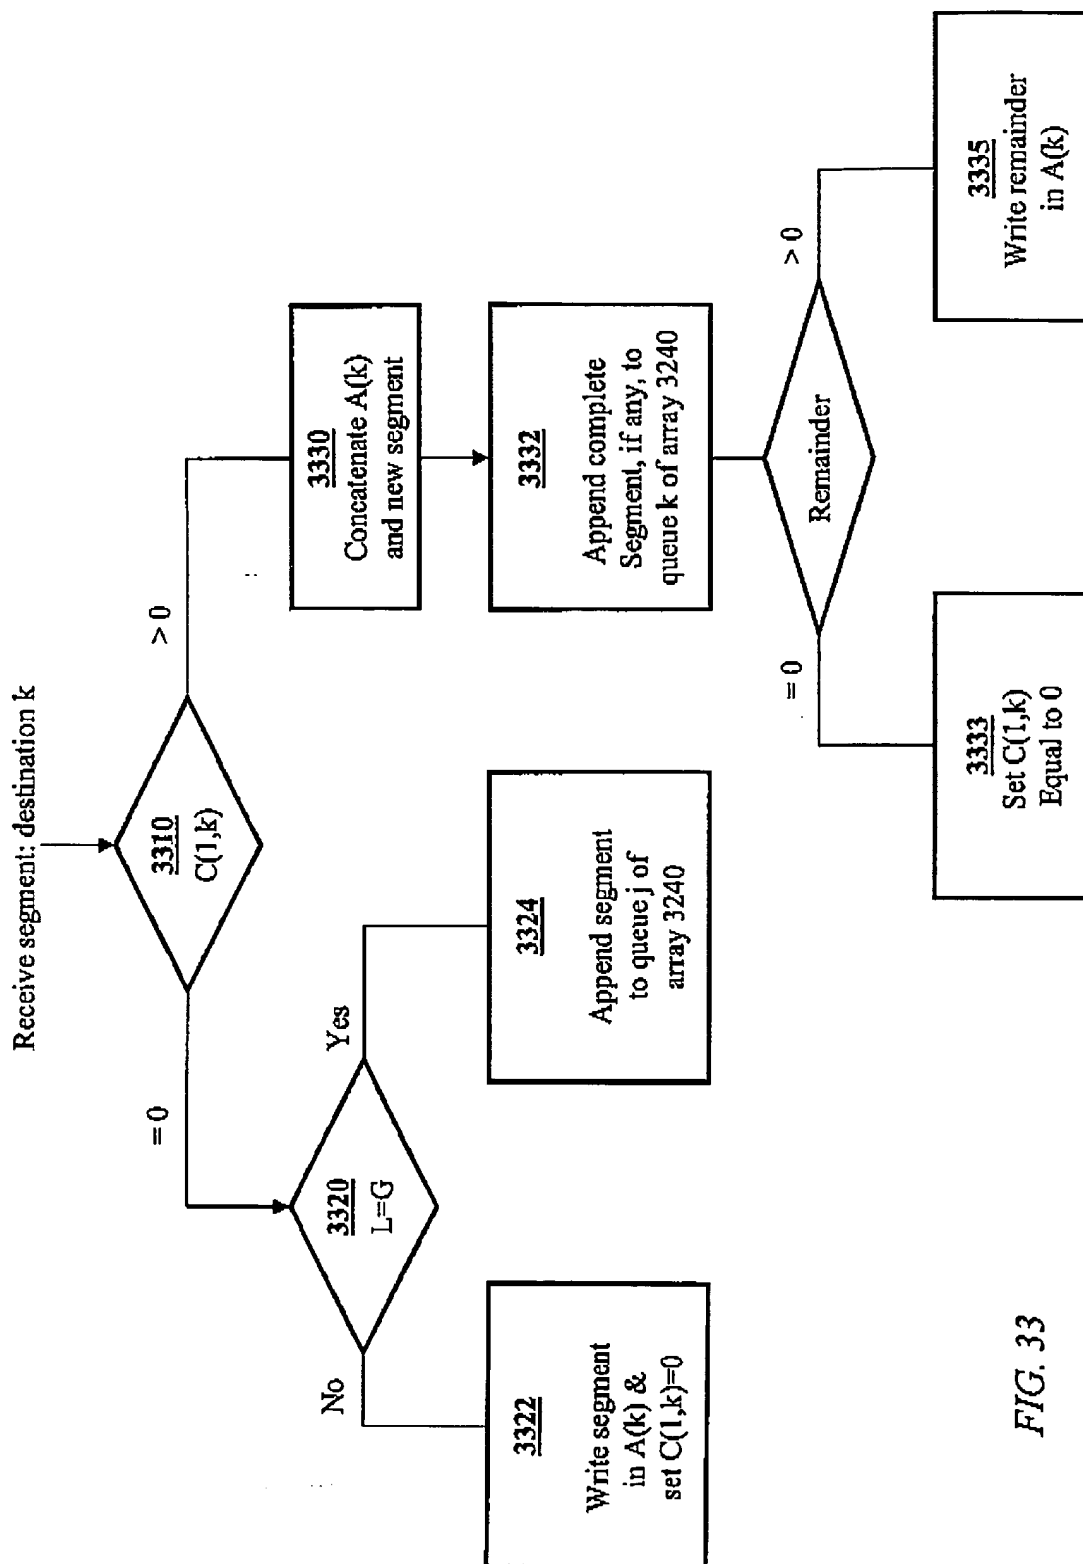 Receive segment: destination k
3310
C(1,k)
= 0
> 0
3320
L=G
No
Yes
3322
Write segment
in A(k) &
set C(1,k)=0
3324
Append segment
to queue j of
array 3240
3330
Concatenate A(k)
and new segment
3332
Append complete
Segment, if any, to
queue k of array 3240
Remainder
= 0
> 0
3333
Set C(1,k)
Equal to 0
3335
Write remainder
in A(k)
FIG. 33